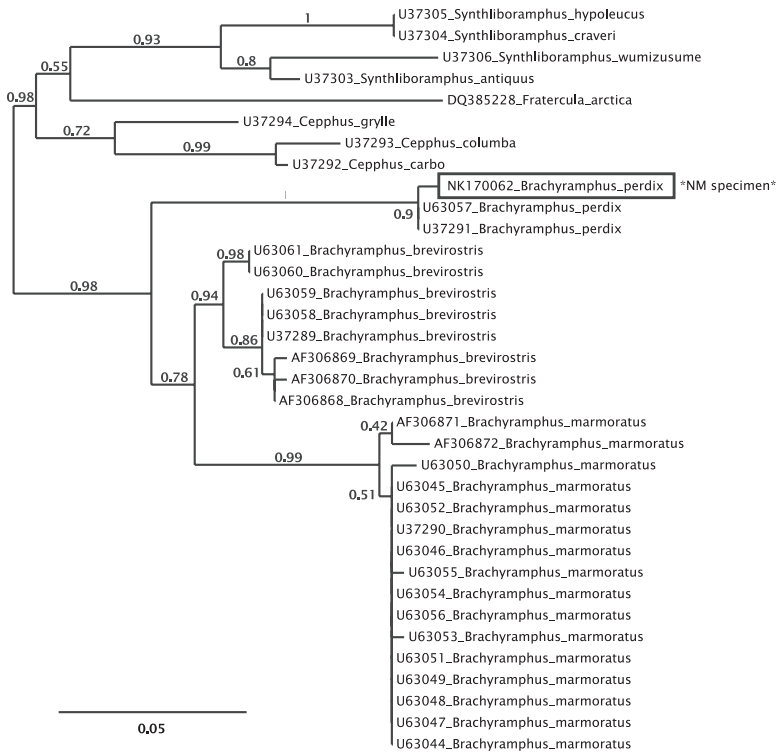 U37305_Synthliboramphus_hypoleucus
1
U37304_Synthliboramphus_craveri
0.93
U37306_Synthliboramphus_wumizusume
0.8
0.55
U37303_Synthliboramphus_antiquus
0.98
DQ385228_Fratercula_arctica
U37294_Cepphus_grylle
0.72
U37293_Cepphus_columba
0.99
U37292_Cepphus_carbo
NK170062_Brachyramphus_perdix *NM specimen*
U63057_Brachyramphus_perdix
0.9
U37291_Brachyramphus_perdix
U63061_Brachyramphus_brevirostris
0.98
U63060_Brachyramphus_brevirostris
0.98
0.94
U63059_Brachyramphus_brevirostris
U63058_Brachyramphus_brevirostris
0.86
U37289_Brachyramphus_brevirostris
AF306869_Brachyramphus_brevirostris
0.61
AF306870_Brachyramphus_brevirostris
0.78
AF306868_Brachyramphus_brevirostris
AF306871_Brachyramphus_marmoratus
0.42
AF306872_Brachyramphus_marmoratus
0.99
U63050_Brachyramphus_marmoratus
U63045_Brachyramphus_marmoratus
0.51
U63052_Brachyramphus_marmoratus
U37290_Brachyramphus_marmoratus
U63046_Brachyramphus_marmoratus
U63055_Brachyramphus_marmoratus
U63054_Brachyramphus_marmoratus
U63056_Brachyramphus_marmoratus
U63053_Brachyramphus_marmoratus
U63051_Brachyramphus_marmoratus
U63049_Brachyramphus_marmoratus
U63048_Brachyramphus_marmoratus
U63047_Brachyramphus_marmoratus
U63044_Brachyramphus_marmoratus
0.05